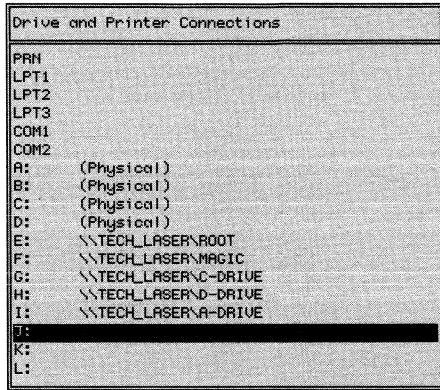 Drive and Printer Connections
PRN
LPT1
LPT2
LPT3
COM1
COM2
A: (Physical)
B: (Physical)
C: (Physical)
D: (Physical)
E: \\TECH_LASER\ROOT
F: \\TECH_LASER\MAGIC
G: \\TECH_LASER\C-DRIVE
H: \\TECH_LASER\D-DRIVE
I: \\TECH_LASER\A-DRIVE
J:
K:
L: